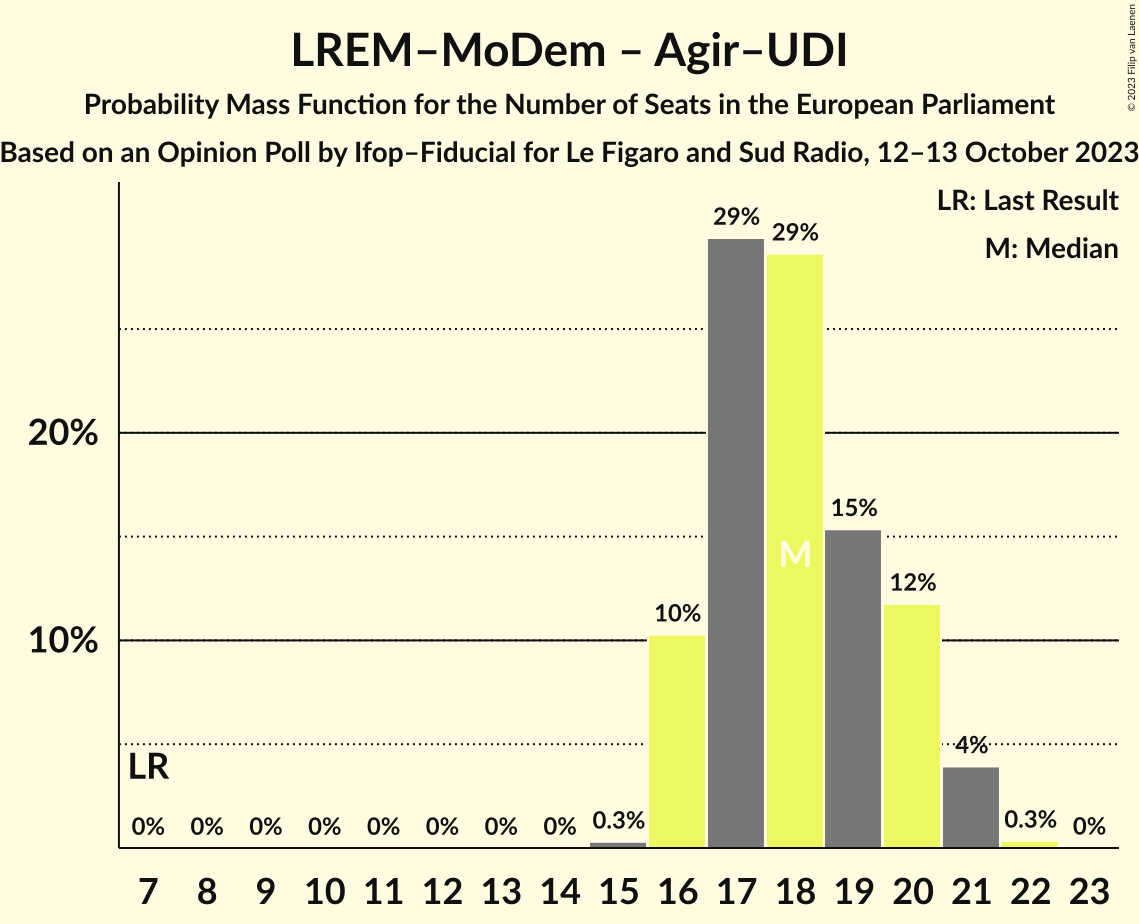 LREM–MoDem – Agir–UDI
Probability Mass Function for the Number of Seats in the European Parliament
Based on an Opinion Poll by Ifop–Fiducial for Le Figaro and Sud Radio, 12–13 October 2023
© 2023 Filip van Laenen
LR: Last Result
M: Median
29%
29%
20%
15%
M
12%
10%
10%
4%
LR
0% 0% 0% 0% 0% 0% 0% 0% 0.3% 0.3% 0%
7 8 9 10 11 12 13 14 15 16 17 18 19 20 21 22 23